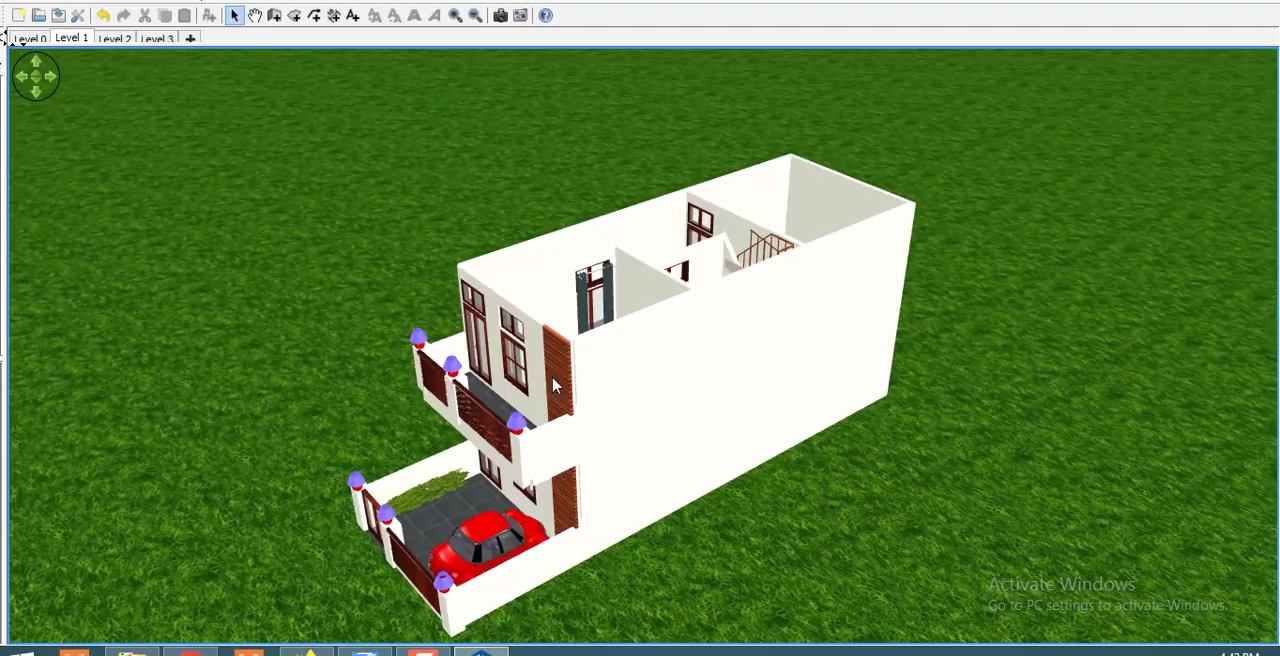 Level 0 Level 1 Level 2 Level 3
Activate Windows
Go to PC settings to activate Windows.